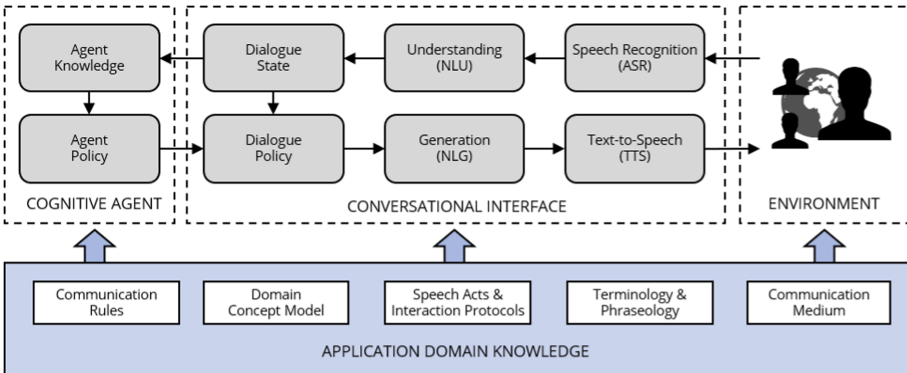 Agent
Knowledge
Dialogue
State
Understanding
(NLU)
Speech Recognition
(ASR)
Agent
Policy
Dialogue
Policy
Generation
(NLG)
Text-to-Speech
(TTS)
COGNITIVE AGENT
CONVERSATIONAL INTERFACE
ENVIRONMENT
Communication
Rules
Domain
Concept Model
Speech Acts &
Interaction Protocols
Terminology &
Phraseology
Communication
Medium
APPLICATION DOMAIN KNOWLEDGE